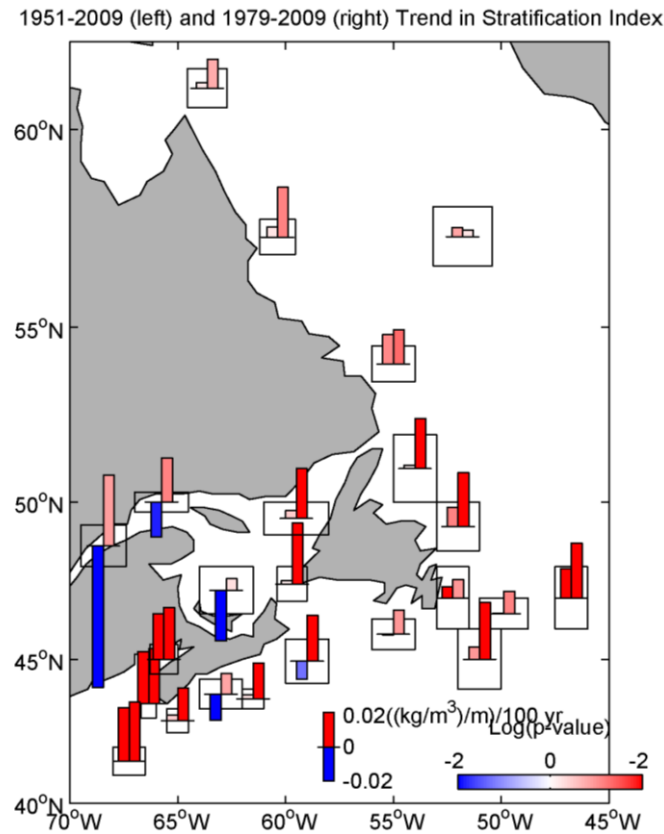 1951-2009 (left) and 1979-2009 (right) Trend in Stratification Index
60°N
55°N
50°N
45°N
40°N
0.02((kg/m³)/m)/100 yr
0
-0.02
Log(p-value)
-2 0 -2
70°W 65°W 60°W 55°W 50°W 45°W